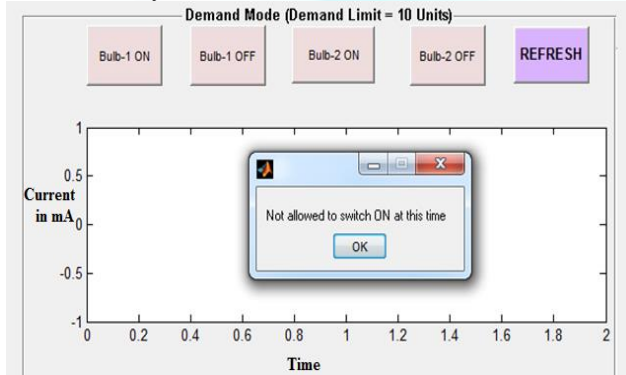 Demand Mode (Demand Limit = 10 Units)
Bulb-1 ON
Bulb-1 OFF
Bulb-2 ON
Bulb-2 OFF
REFRESH
1
0.5
Current
in mA
0
-0.5
-1
Not allowed to switch ON at this time
OK
0 0.2 0.4 0.6 0.8 1 1.2 1.4 1.6 1.8 2
Time